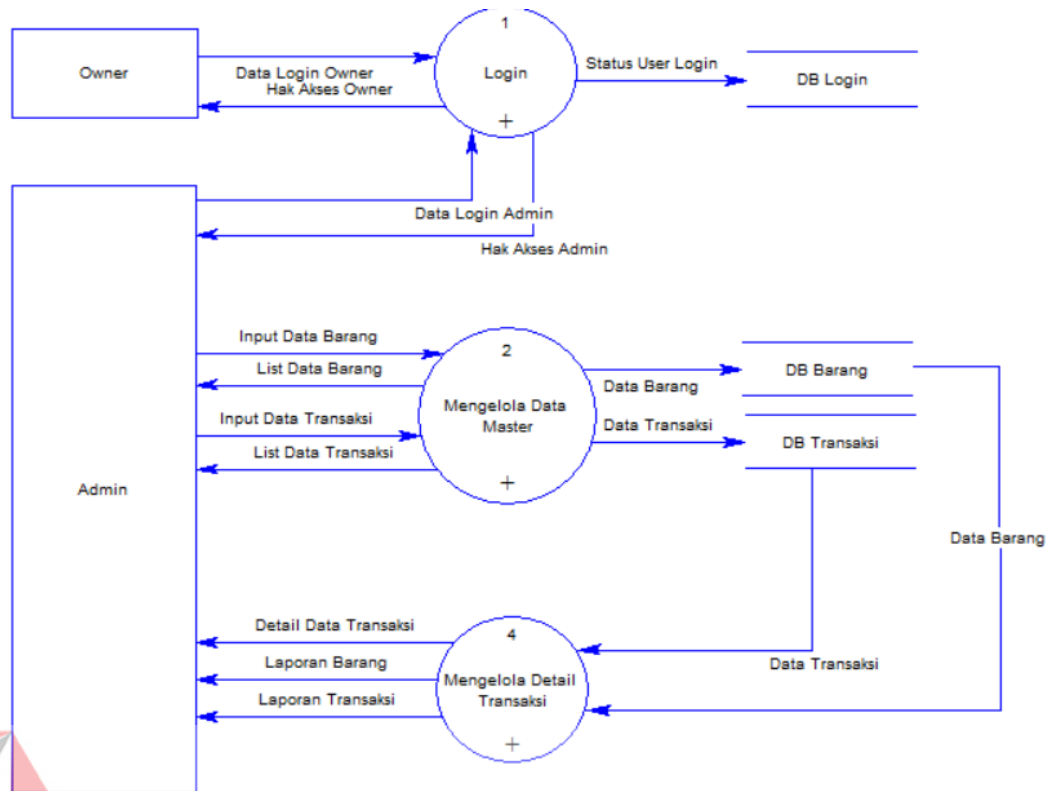 1
Owner
Data Login Owner
Hak Akses Owner
Login
+
Status User Login
DB Login
Data Login Admin
Hak Akses Admin
Admin
Input Data Barang
List Data Barang
Input Data Transaksi
List Data Transaksi
2
Mengelola Data
Master
+
Data Barang
Data Transaksi
DB Barang
DB Transaksi
Data Barang
Data Transaksi
Detail Data Transaksi
Laporan Barang
Laporan Transaksi
4
Mengelola Detail
Transaksi
+